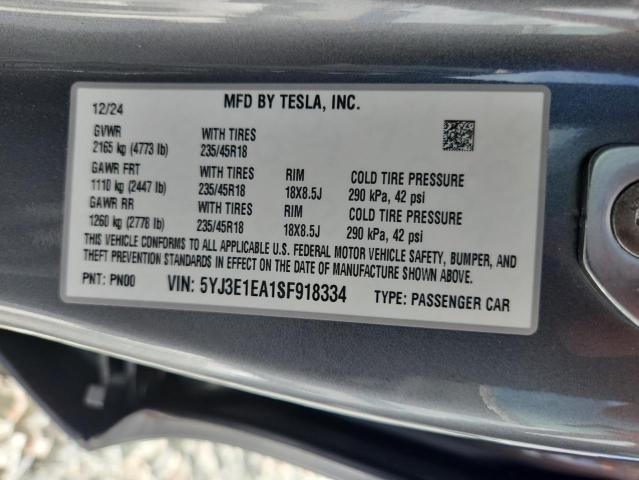 MFD BY TESLA, INC.
12/24
GVWR WITH TIRES
2165 kg (4773 lb) 235/45R18
GAWR FRT WITH TIRES RIM COLD TIRE PRESSURE
1110 kg (2447 lb) 235/45R18 18X8.5J 290 kPa, 42 psi
GAWR RR WITH TIRES RIM COLD TIRE PRESSURE
1260 kg (2778 lb) 235/45R18 18X8.5J 290 kPa, 42 psi
THIS VEHICLE CONFORMS TO ALL APPLICABLE U.S. FEDERAL MOTOR VEHICLE SAFETY, BUMPER, AND
THEFT PREVENTION STANDARDS IN EFFECT ON THE DATE OF MANUFACTURE SHOWN ABOVE.
PNT: PN00 VIN: 5YJ3E1EA1SF918334 TYPE: PASSENGER CAR